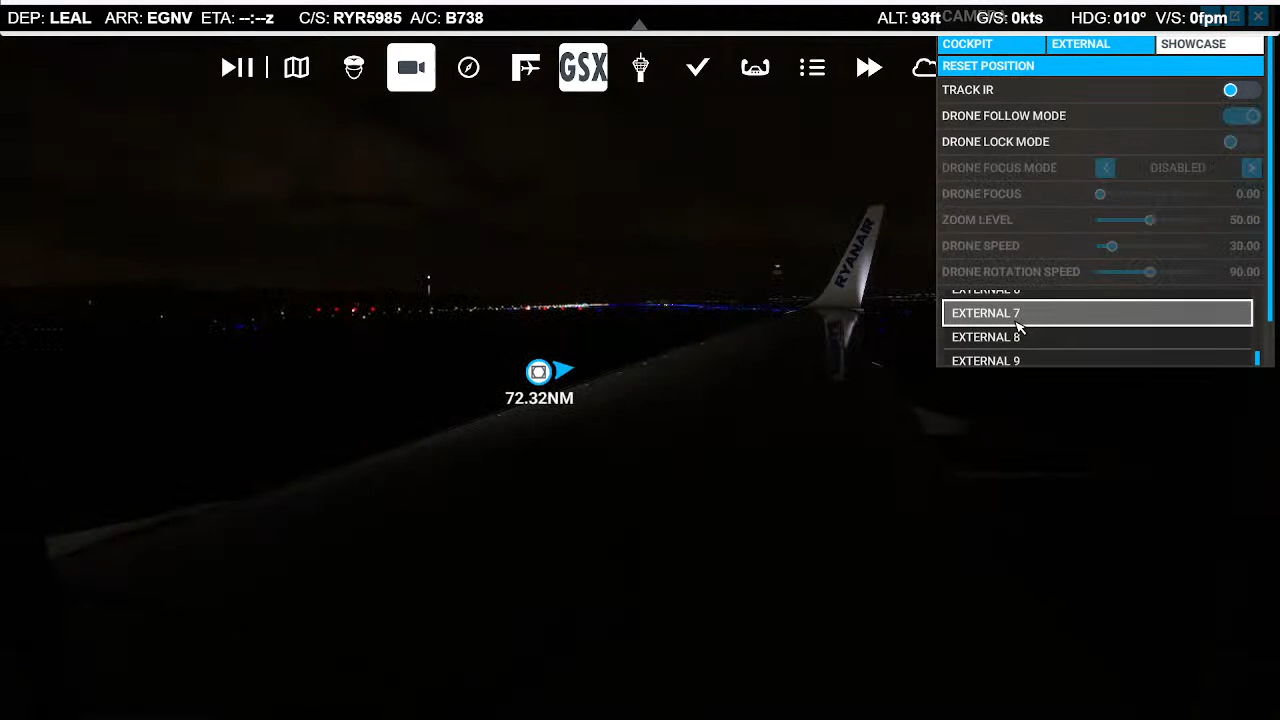 DEP: LEAL ARR: EGNV ETA: --:--z C/S: RYR5985 A/C: B738 ALT: 93ft G/S: 0kts HDG: 010° V/S: 0fpm
CAMERA
COCKPIT EXTERNAL SHOWCASE
RESET POSITION
GSX
TRACK IR
DRONE FOLLOW MODE
DRONE LOCK MODE
DRONE FOCUS MODE DISABLED
DRONE FOCUS 0.00
ZOOM LEVEL 50.00
DRONE SPEED 30.00
DRONE ROTATION SPEED 90.00
RYANAIR
EXTERNAL 6
EXTERNAL 7
EXTERNAL 8
EXTERNAL 9
72.32NM